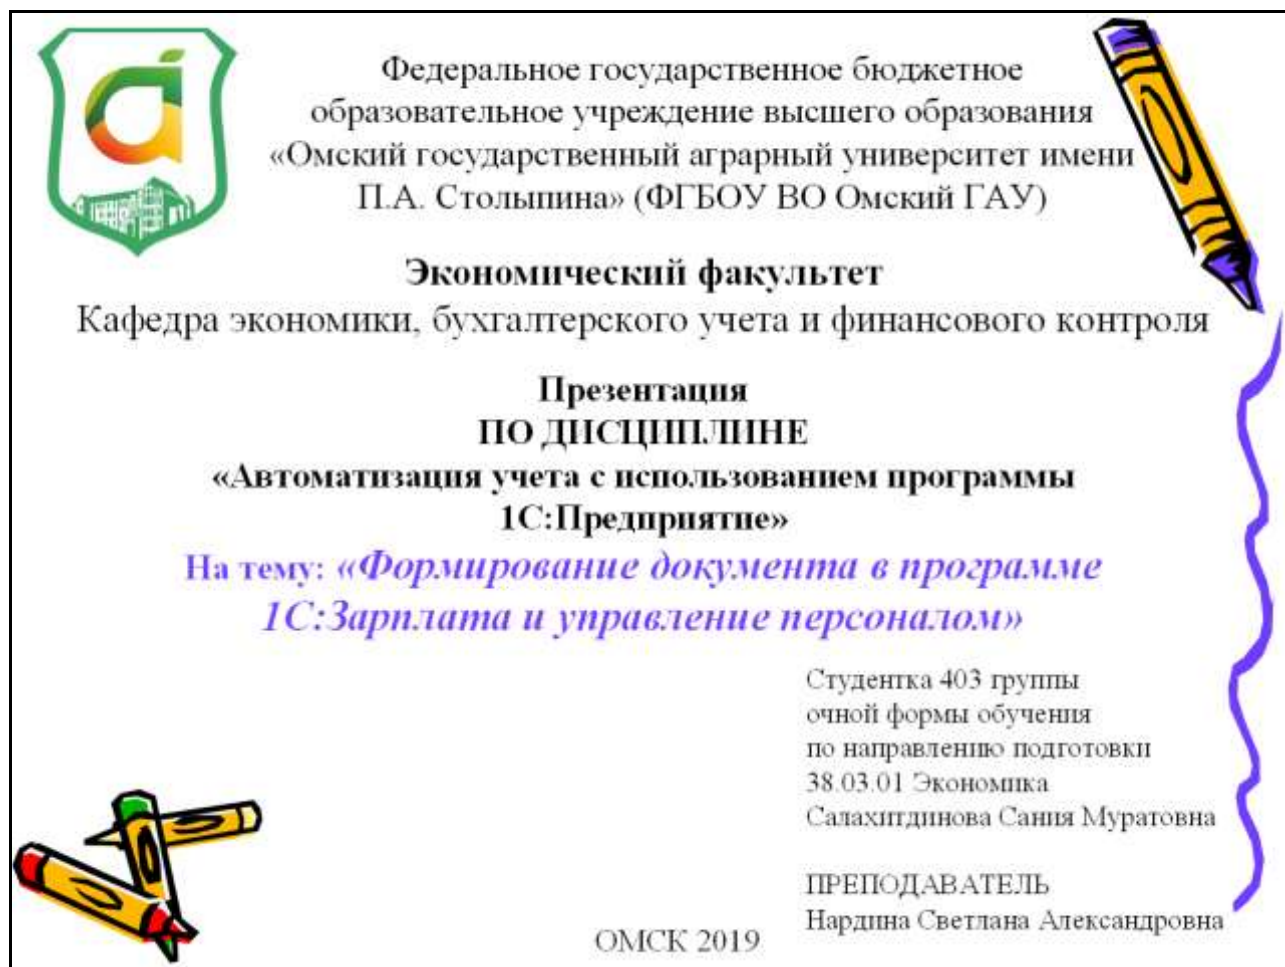 Федеральное государственное бюджетное
образовательное учреждение высшего образования
«Омский государственный аграрный университет имени
П.А. Столыпина» (ФГБОУ ВО Омский ГАУ)
Экономический факультет
Кафедра экономики, бухгалтерского учета и финансового контроля
Презентация
ПО ДИСЦИПЛИНЕ
«Автоматизация учета с использованием программы
1С:Предприятие»
На тему: «Формирование документа в программе
1С:Зарплата и управление персоналом»
Студентка 403 группы
очной формы обучения
по направлению подготовки
38.03.01 Экономика
Салахитдинова Сания Муратовна
ПРЕПОДАВАТЕЛЬ
Нардина Светлана Александровна
ОМСК 2019